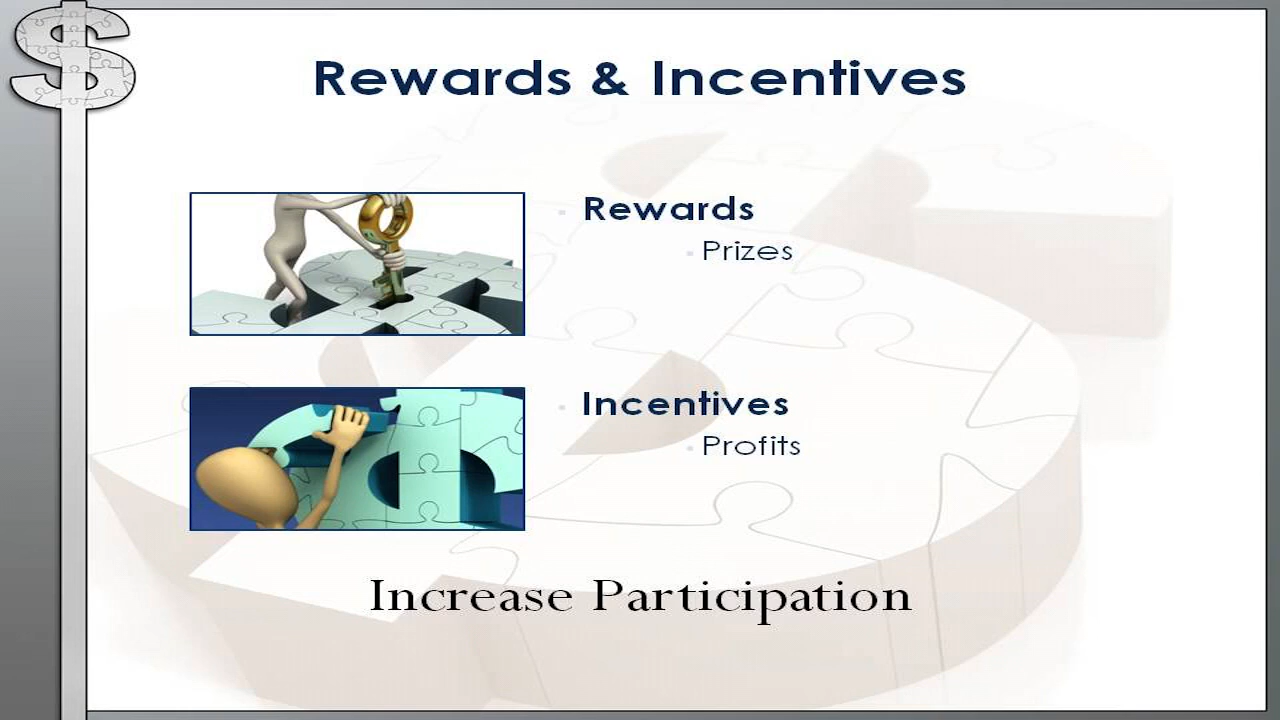 Rewards & Incentives
Rewards
Prizes
Incentives
Profits
Increase Participation